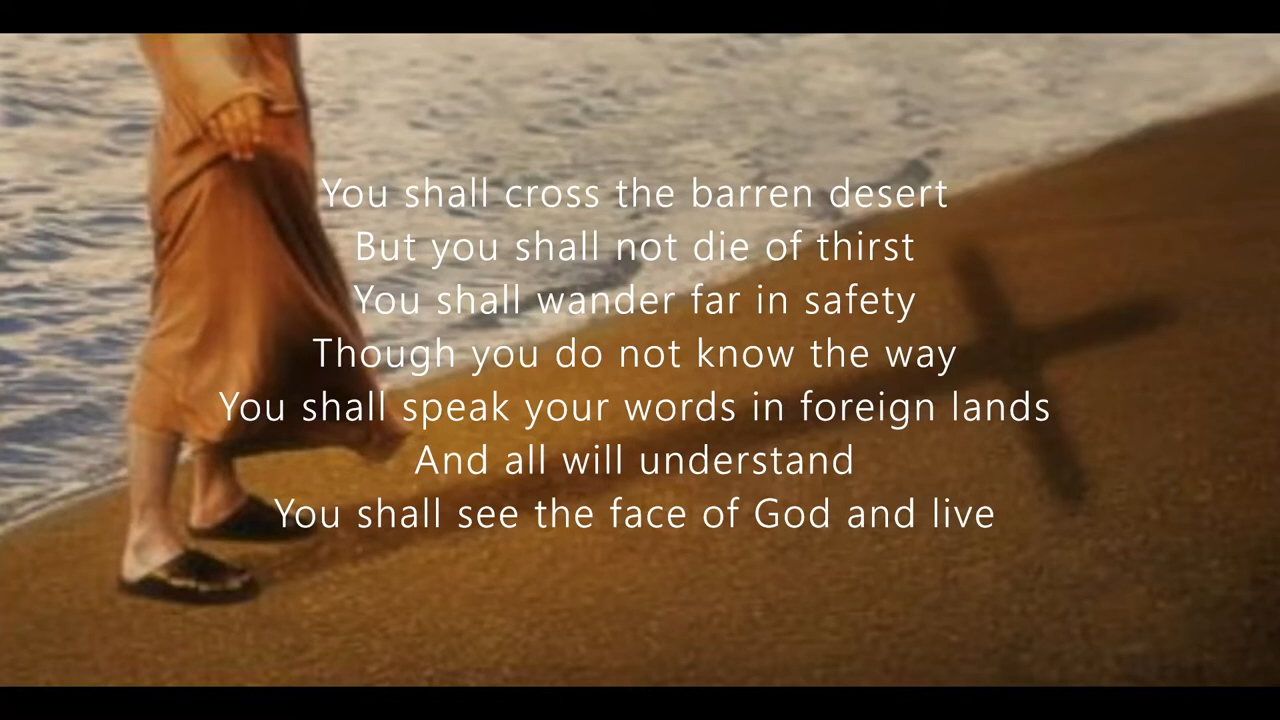 You shall cross the barren desert
But you shall not die of thirst
You shall wander far in safety
Though you do not know the way
You shall speak your words in foreign lands
And all will understand
You shall see the face of God and live